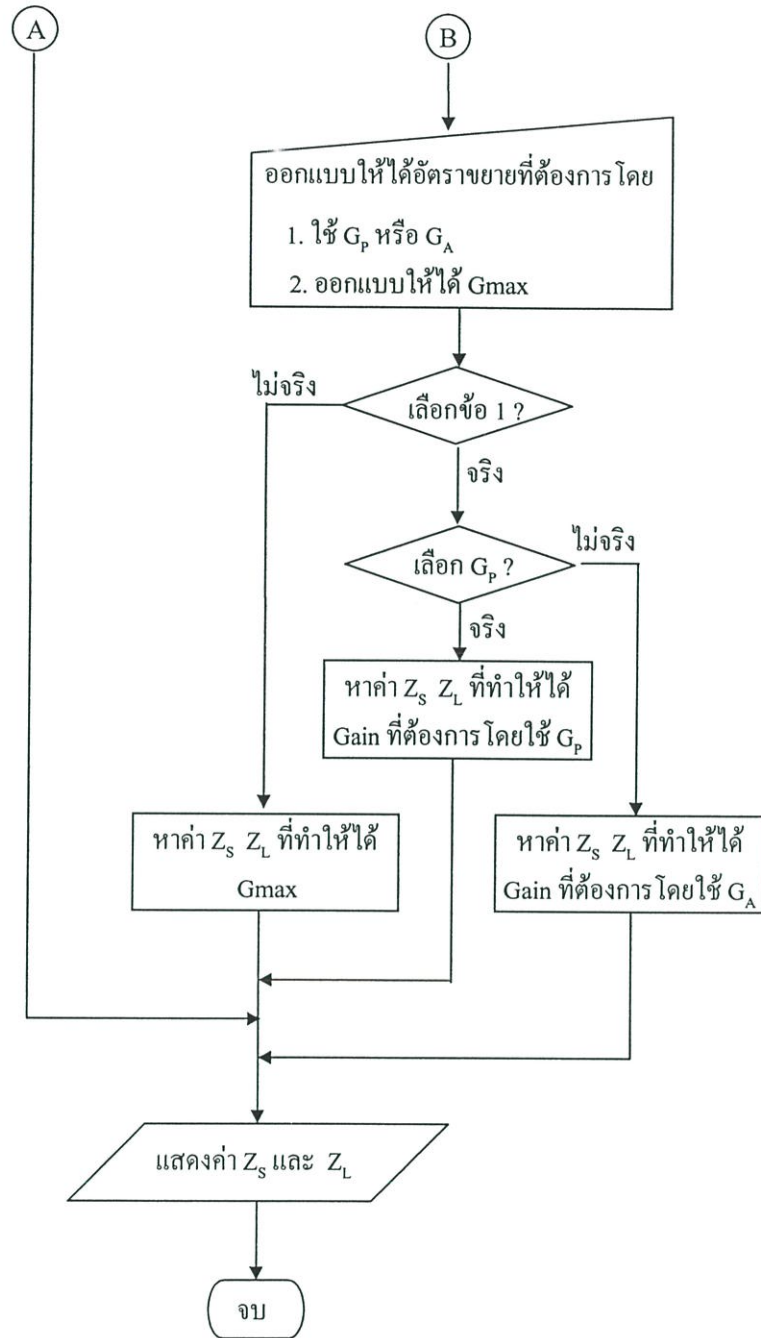 A
B
ออกแบบให้ได้อัตราขยายที่ต้องการ โดย
1. ใช้ G_P หรือ G_A
2. ออกแบบให้ได้ Gmax
ไม่จริง
เลือกข้อ 1 ?
จริง
ไม่จริง
เลือก G_P ?
จริง
หาค่า Z_S Z_L ที่ทำให้ได้
Gain ที่ต้องการ โดยใช้ G_P
หาค่า Z_S Z_L ที่ทำให้ได้
Gmax
หาค่า Z_S Z_L ที่ทำให้ได้
Gain ที่ต้องการ โดยใช้ G_A
แสดงค่า Z_S และ Z_L
จบ